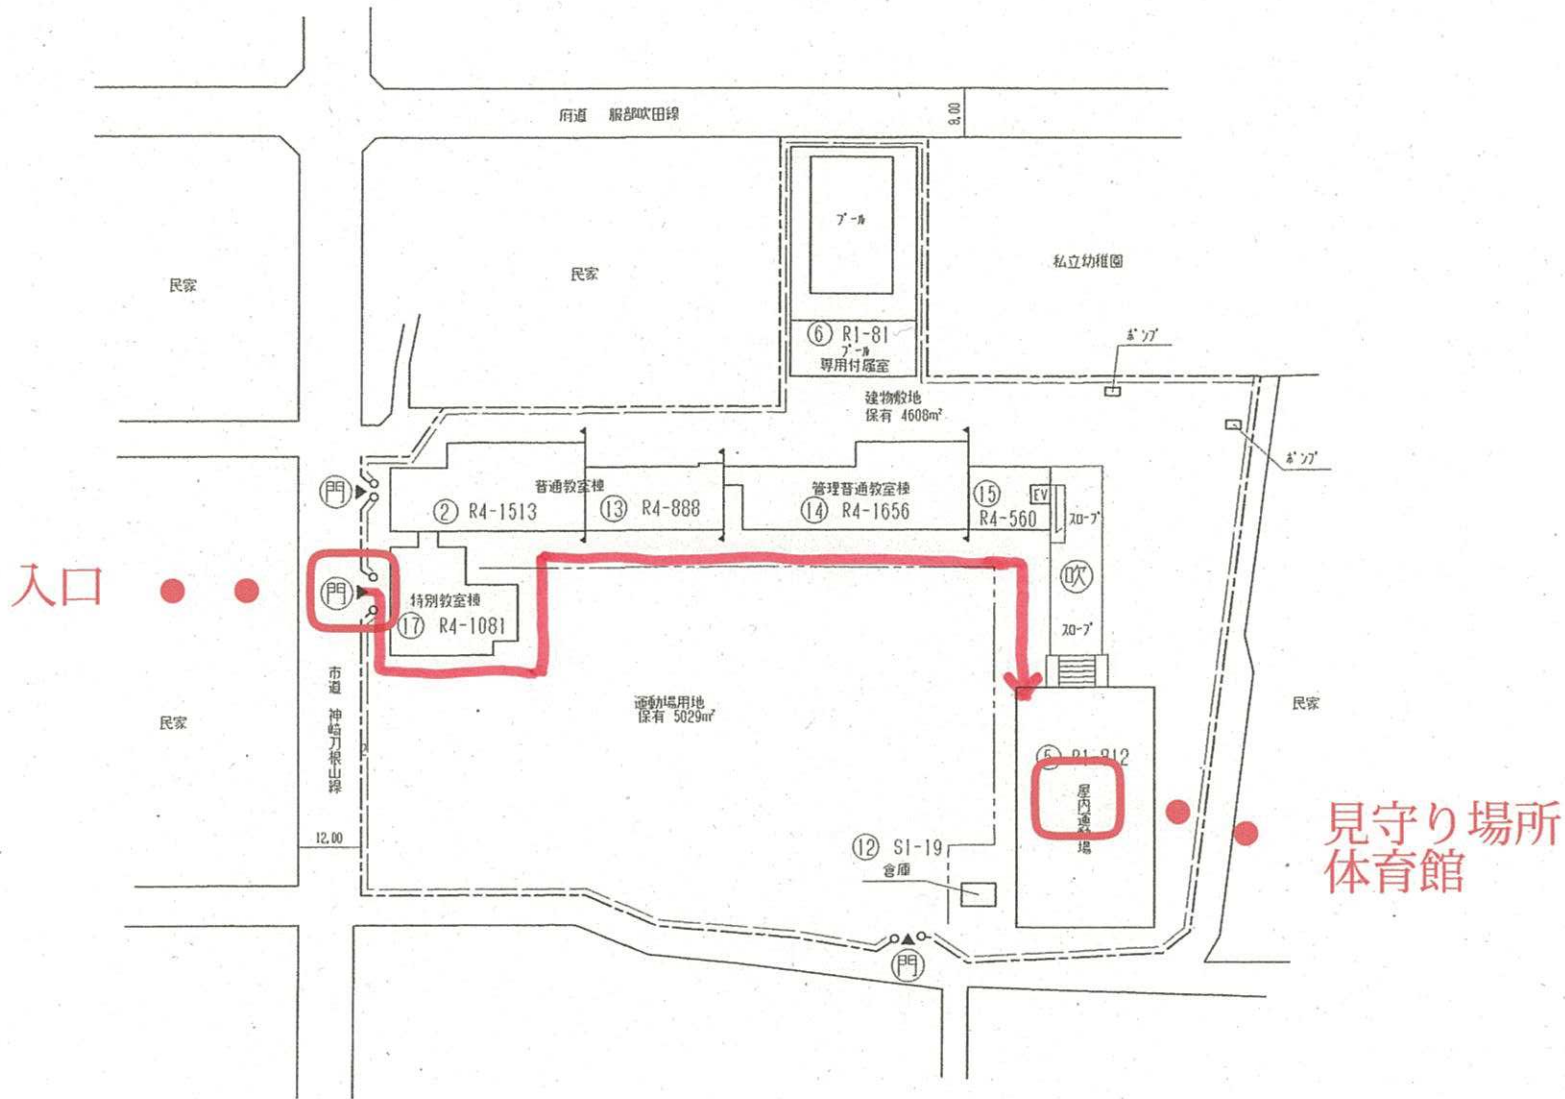 府道 服部吹田線
8.00
プール
民家
民家
私立幼稚園
⑥ R1-81
プール
専用付属室
ポンプ
建物敷地
保有 4608㎡
ポンプ
門
普通教室棟
② R4-1513
⑬ R4-888
管理普通教室棟
⑭ R4-1656
⑮
R4-560
EV
スロープ
入口
門
特別教室棟
⑰ R4-1081
吹
スロープ
市道 神崎刀根山線
民家
運動場用地
保有 5029㎡
民家
⑤ R1-812
屋内運動場
12.00
⑫ S1-19
倉庫
見守り場所
体育館
門